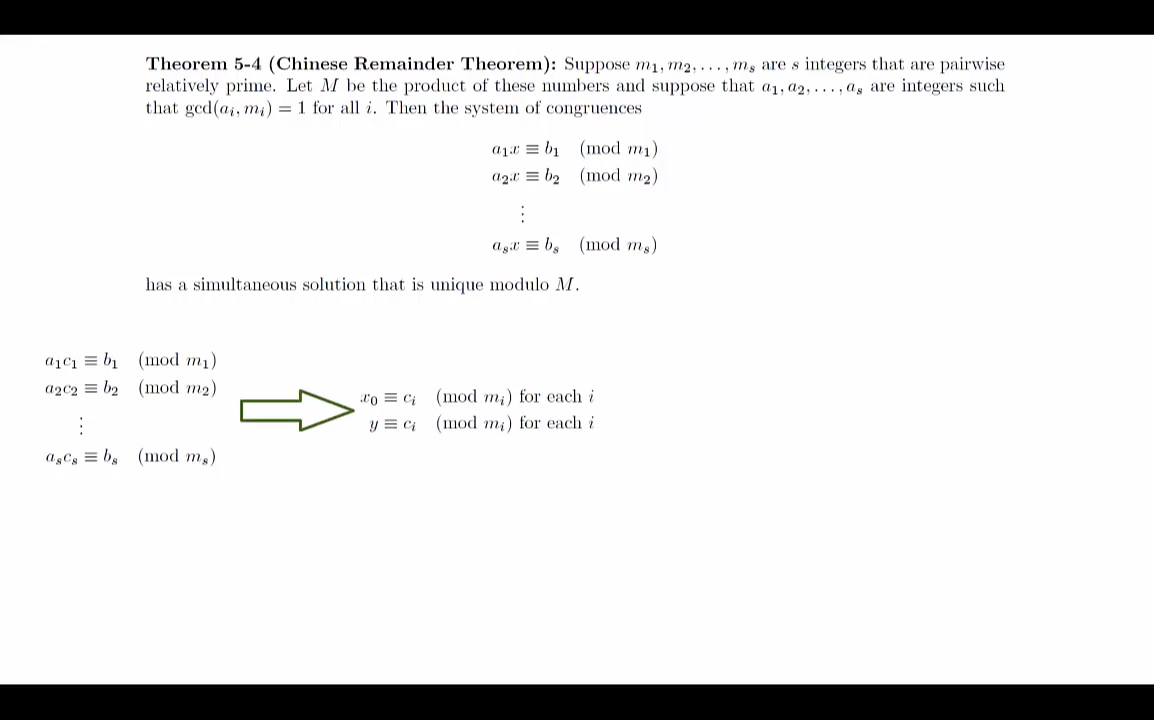 Theorem 5-4 (Chinese Remainder Theorem): Suppose m₁, m₂, . . . , mₛ are s integers that are pairwise
relatively prime. Let M be the product of these numbers and suppose that a₁, a₂, . . . , aₛ are integers such
that gcd(aᵢ, mᵢ) = 1 for all i. Then the system of congruences
a₁x ≡ b₁ (mod m₁)
a₂x ≡ b₂ (mod m₂)
⋮
aₛx ≡ bₛ (mod mₛ)
has a simultaneous solution that is unique modulo M.
a₁c₁ ≡ b₁ (mod m₁)
a₂c₂ ≡ b₂ (mod m₂)
⋮
aₛcₛ ≡ bₛ (mod mₛ)
x₀ ≡ cᵢ (mod mᵢ) for each i
y ≡ cᵢ (mod mᵢ) for each i